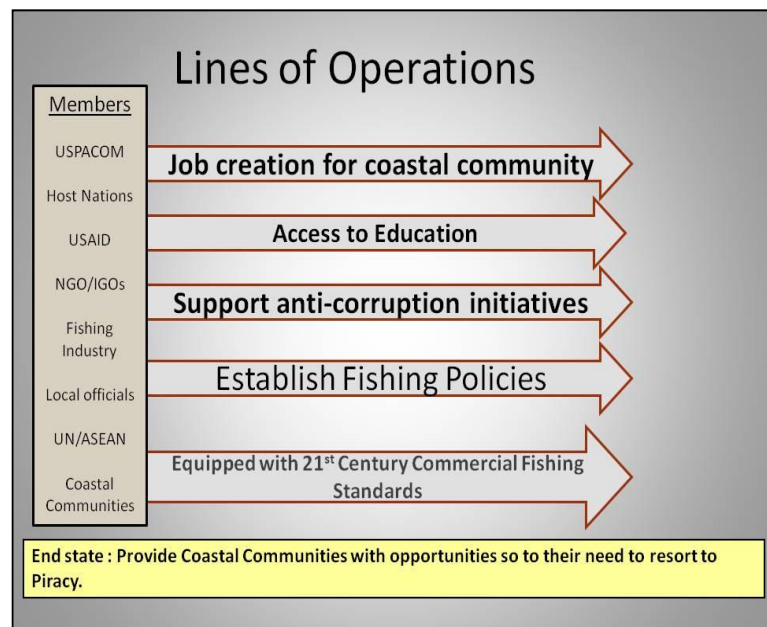 Lines of Operations
Members
USPACOM
Host Nations
USAID
NGO/IGOs
Fishing
Industry
Local officials
UN/ASEAN
Coastal
Communities
Job creation for coastal community
Access to Education
Support anti-corruption initiatives
Establish Fishing Policies
Equipped with 21st Century Commercial Fishing
Standards
End state : Provide Coastal Communities with opportunities so to their need to resort to
Piracy.